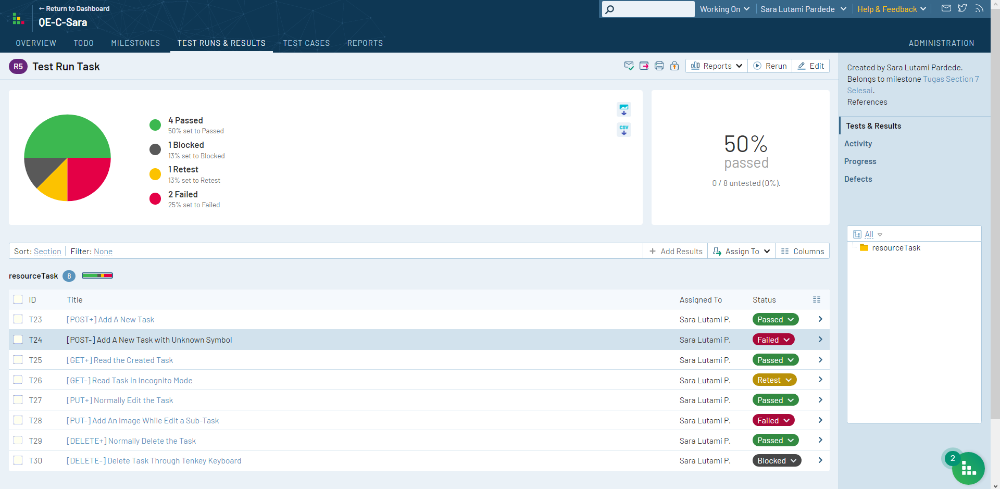 ← Return to Dashboard
QE-C-Sara
Working On
Sara Lutami Pardede
Help & Feedback
OVERVIEW TODO MILESTONES TEST RUNS & RESULTS TEST CASES REPORTS ADMINISTRATION
R5 Test Run Task
Reports Rerun Edit
Created by Sara Lutami Pardede.
Belongs to milestone Tugas Section 7
Selesai.
References
4 Passed
50% set to Passed
1 Blocked
13% set to Blocked
1 Retest
13% set to Retest
2 Failed
25% set to Failed
CSV
50%
passed
0 / 8 untested (0%).
Tests & Results
Activity
Progress
Defects
All
resourceTask
Sort: Section Filter: None + Add Results Assign To Columns
resourceTask 8
ID Title Assigned To Status
T23 [POST+] Add A New Task Sara Lutami P. Passed
T24 [POST-] Add A New Task with Unknown Symbol Sara Lutami P. Failed
T25 [GET+] Read the Created Task Sara Lutami P. Passed
T26 [GET-] Read Task in Incognito Mode Sara Lutami P. Retest
T27 [PUT+] Normally Edit the Task Sara Lutami P. Passed
T28 [PUT-] Add An Image While Edit a Sub-Task Sara Lutami P. Failed
T29 [DELETE+] Normally Delete the Task Sara Lutami P. Passed
T30 [DELETE-] Delete Task Through Tenkey Keyboard Sara Lutami P. Blocked
2